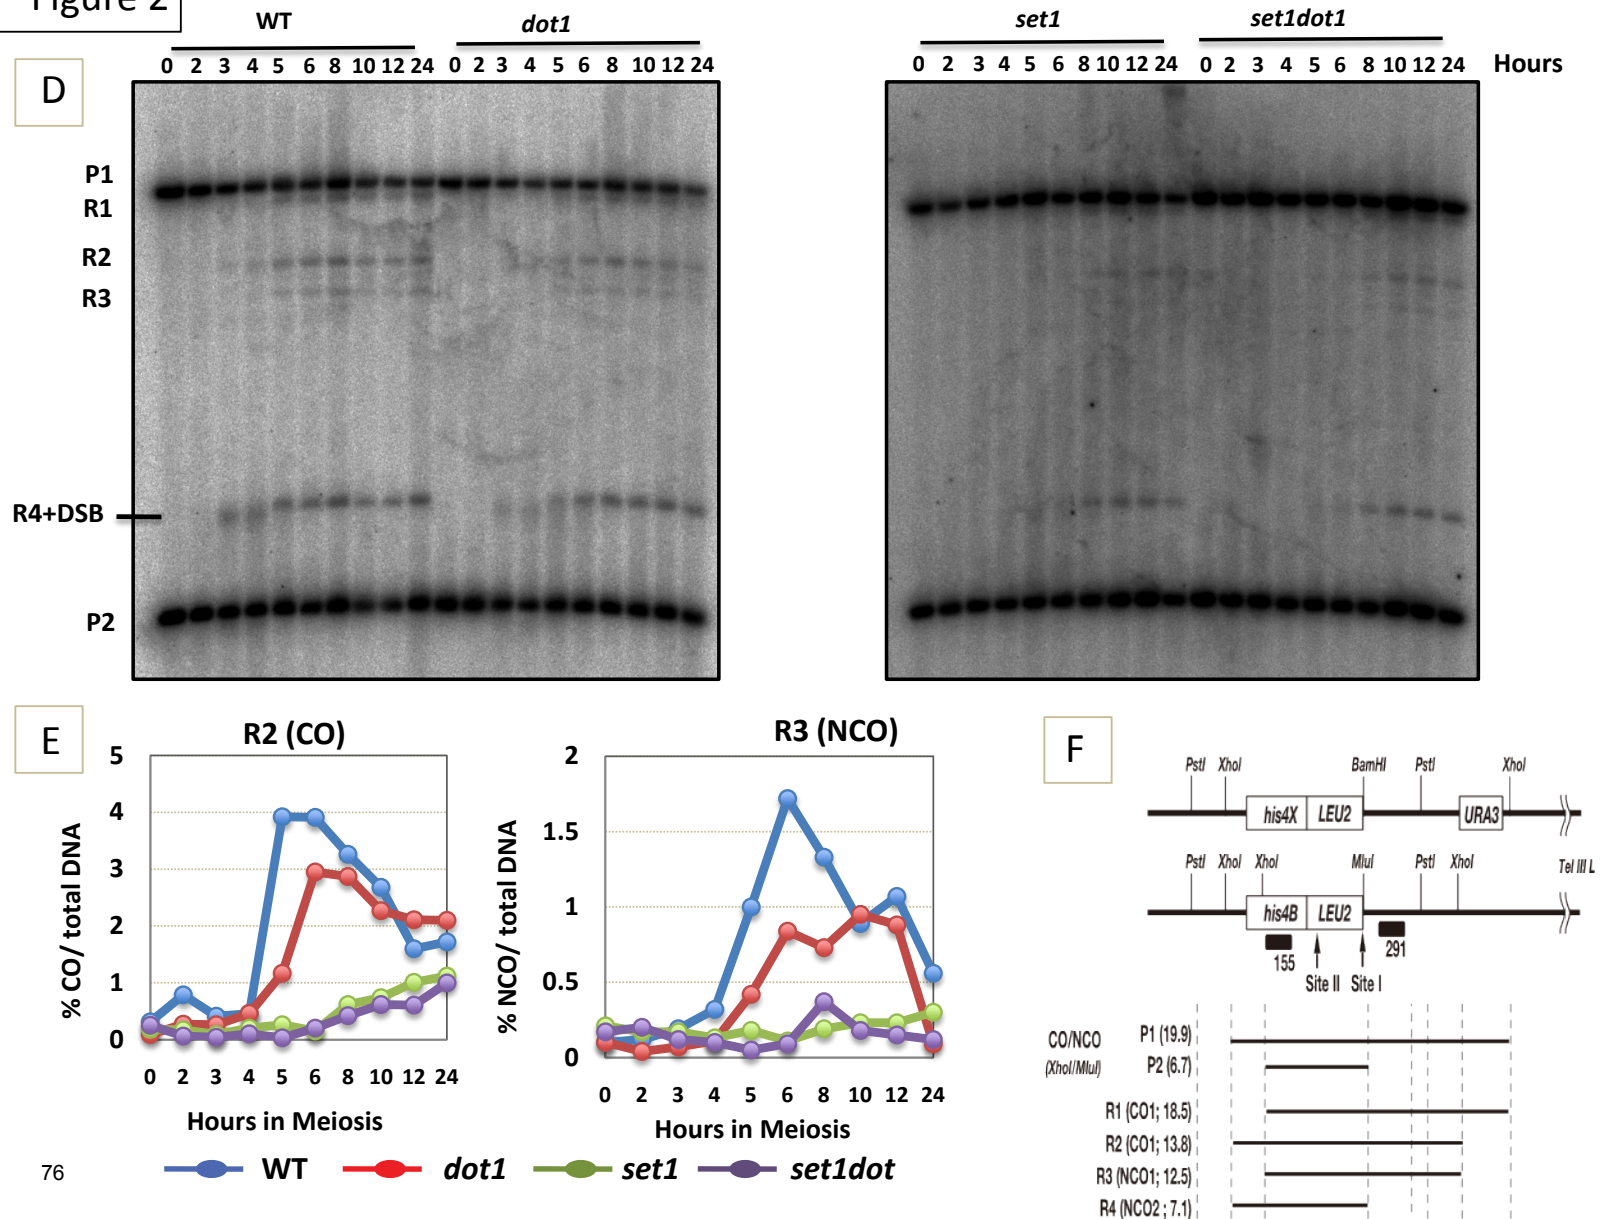 Figure 2
D
WT dot1 set1 set1dot1
0 2 3 4 5 6 8 10 12 24 0 2 3 4 5 6 8 10 12 24 0 2 3 4 5 6 8 10 12 24 0 2 3 4 5 6 8 10 12 24 Hours
P1
R1
R2
R3
R4+DSB
P2
E
R2 (CO)
% CO/ total DNA
5
4
3
2
1
0
0 2 3 4 5 6 8 10 12 24
Hours in Meiosis
R3 (NCO)
% NCO/ total DNA
2
1.5
1
0.5
0
0 2 3 4 5 6 8 10 12 24
Hours in Meiosis
WT dot1 set1 set1dot
76
F
PstI XhoI BamHI PstI XhoI
his4X LEU2 URA3
PstI XhoI XhoI MluI PstI XhoI Tel III L
his4B LEU2
155 291
Site II Site I
CO/NCO P1 (19.9)
(XhoI/MluI) P2 (6.7)
R1 (CO1; 18.5)
R2 (CO1; 13.8)
R3 (NCO1; 12.5)
R4 (NCO2 ; 7.1)